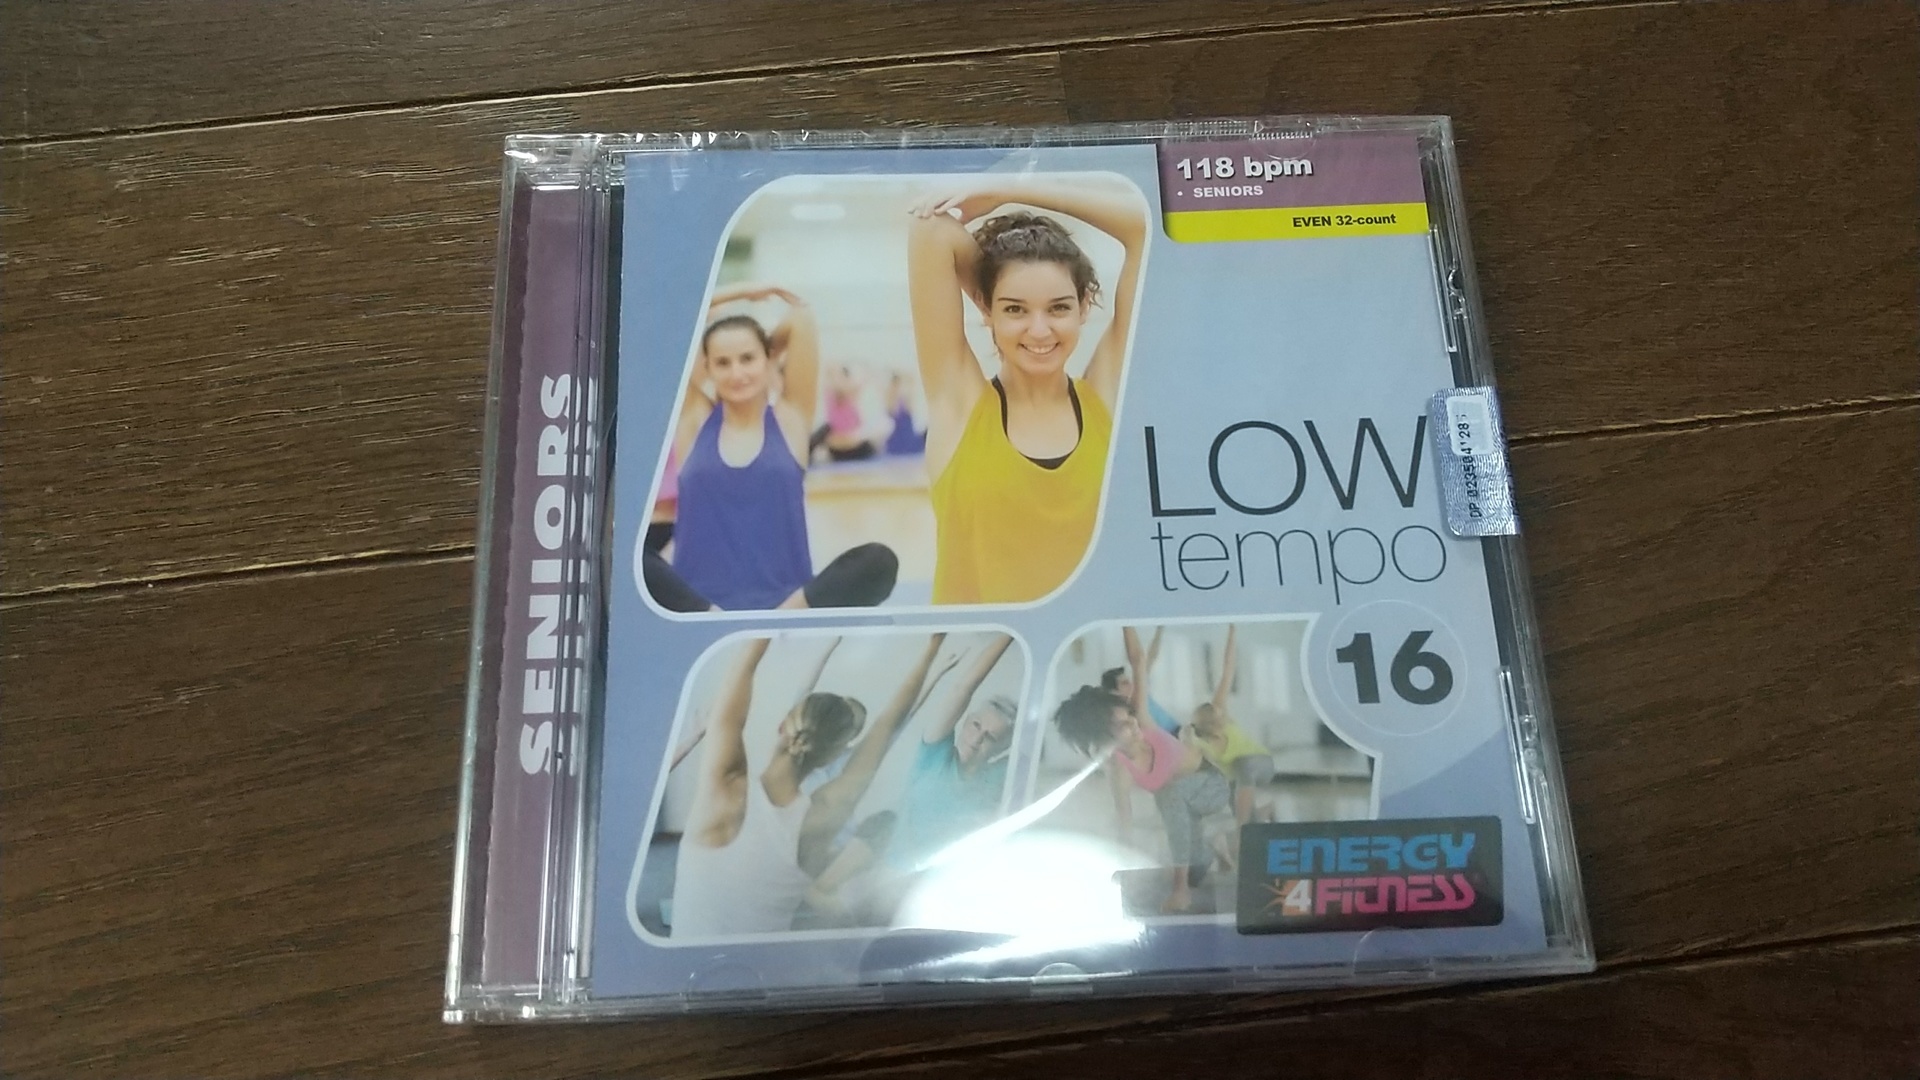 118 bpm
• SENIORS
EVEN 32-count
SENIORS
LOW
tempo
16
ENERGY
4FITNESS